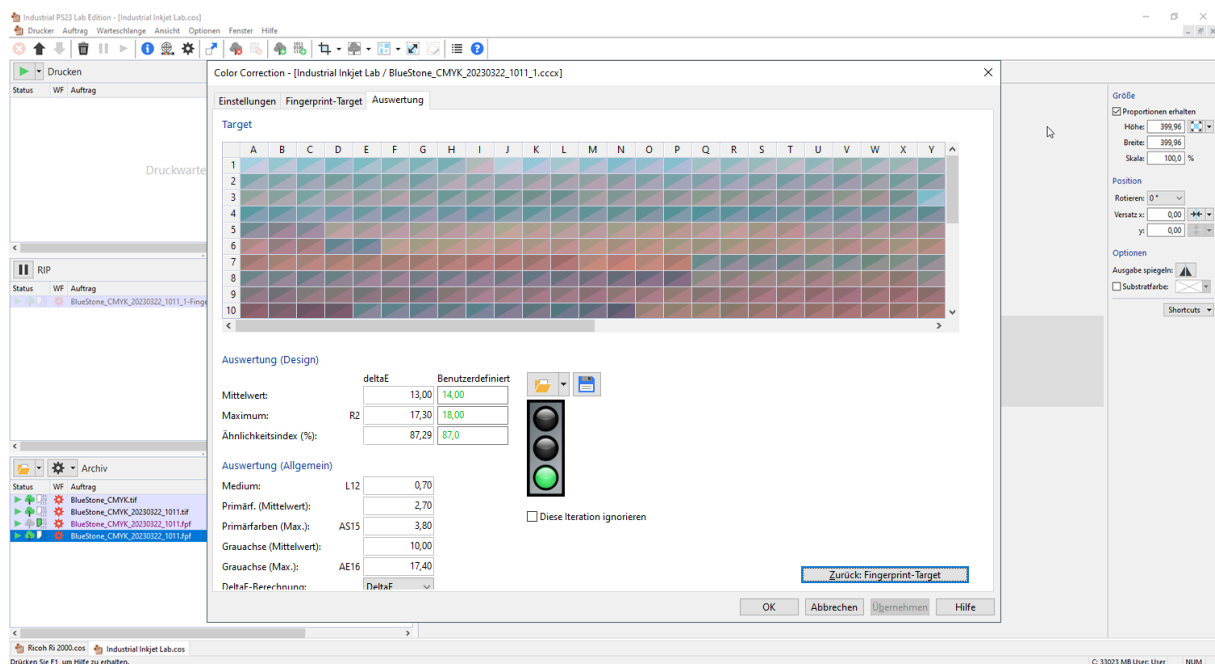 Industrial PS23 Lab Edition - [Industrial Inkjet Lab.cos]
Drucker Auftrag Warteschlange Ansicht Optionen Fenster Hilfe
Drucken
Status WF Auftrag
Druckwarte
RIP
Status WF Auftrag
BlueStone_CMYK_20230322_1011_1-Finge
Archiv
Status WF Auftrag
BlueStone_CMYK.tif
BlueStone_CMYK_20230322_1011.tif
BlueStone_CMYK_20230322_1011.fpf
BlueStone_CMYK_20230322_1011.fpf
Color Correction - [Industrial Inkjet Lab / BlueStone_CMYK_20230322_1011_1.cccx]
Einstellungen Fingerprint-Target Auswertung
Target
A B C D E F G H I J K L M N O P Q R S T U V W X Y
1
2
3
4
5
6
7
8
9
10
Auswertung (Design)
deltaE Benutzerdefiniert
Mittelwert: 13,00 14,00
Maximum: R2 17,30 18,00
Ähnlichkeitsindex (%): 87,29 87,0
Auswertung (Allgemein)
Medium: L12 0,70
Primärf. (Mittelwert): 2,70
Primärfarben (Max.): AS15 3,80
Grauachse (Mittelwert): 10,00
Grauachse (Max.): AE16 17,40
DeltaE-Berechnung: DeltaE
Diese Iteration ignorieren
Zurück: Fingerprint-Target
OK Abbrechen Übernehmen Hilfe
Größe
Proportionen erhalten
Höhe: 399,96
Breite: 399,96
Skala: 100,0 %
Position
Rotieren: 0 °
Versatz x: 0,00
y: 0,00
Optionen
Ausgabe spiegeln:
Substratfarbe:
Shortcuts
Ricoh Ri 2000.cos Industrial Inkjet Lab.cos
Drücken Sie F1, um Hilfe zu erhalten.
C: 33023 MB User: User NUM